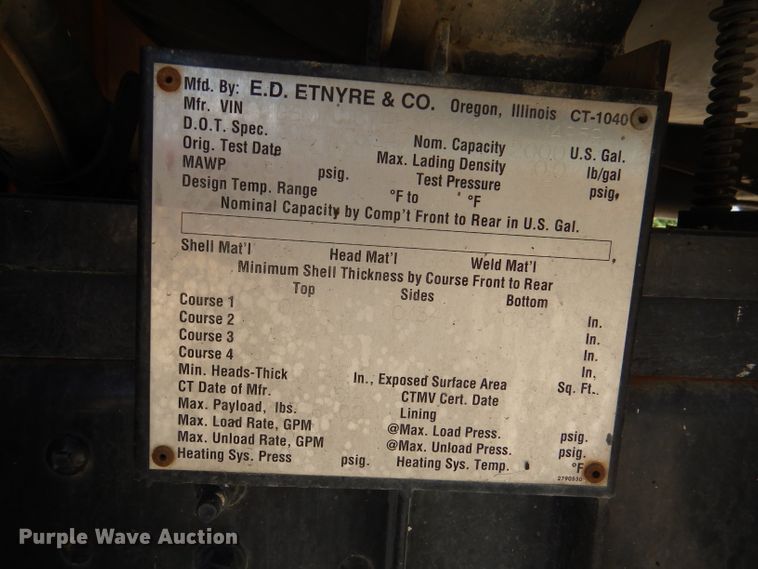 Mfd. By: E.D. ETNYRE & CO. Oregon, Illinois CT-1040
Mfr. VIN
D.O.T. Spec. Nom. Capacity U.S. Gal.
Orig. Test Date Max. Lading Density lb/gal
MAWP psig. Test Pressure psig.
Design Temp. Range °F to °F
Nominal Capacity by Comp't Front to Rear in U.S. Gal.
Shell Mat'l Head Mat'l Weld Mat'l
Minimum Shell Thickness by Course Front to Rear
Top Sides Bottom
Course 1 In.
Course 2 In.
Course 3 In.
Course 4 In.
Min. Heads-Thick In., Exposed Surface Area Sq. Ft.
CT Date of Mfr. CTMV Cert. Date
Max. Payload, lbs. Lining
Max. Load Rate, GPM @Max. Load Press. psig.
Max. Unload Rate, GPM @Max. Unload Press. psig.
Heating Sys. Press psig. Heating Sys. Temp. °F
2790530
Purple Wave Auction